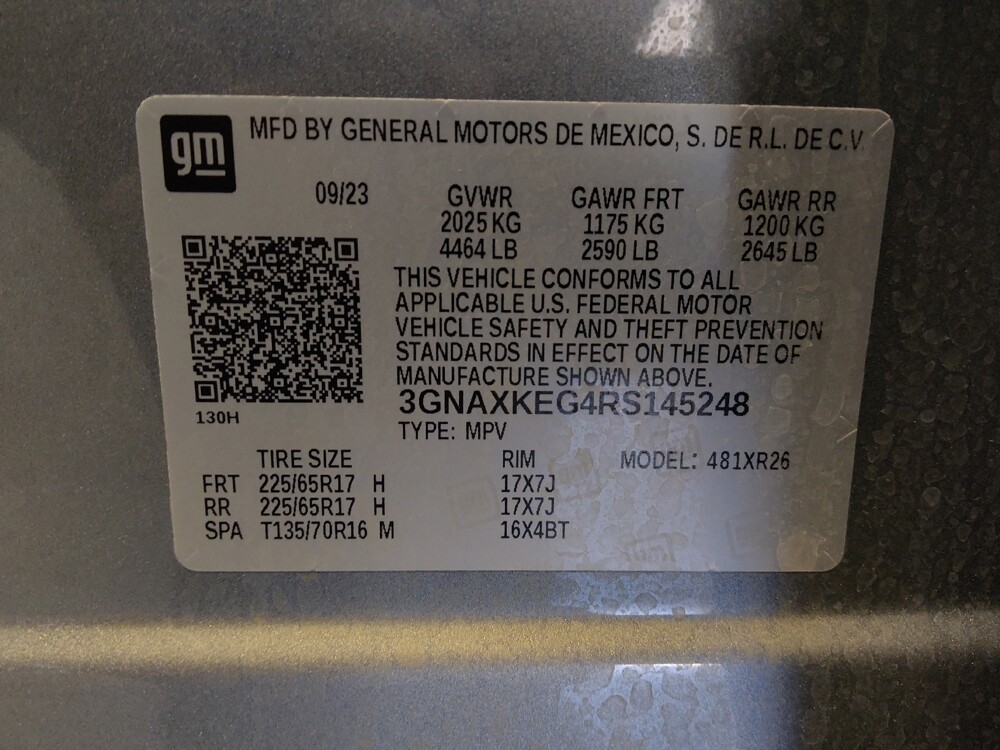 gm
MFD BY GENERAL MOTORS DE MEXICO, S. DE R.L. DE C.V
09/23 GVWR GAWR FRT GAWR RR
2025 KG 1175 KG 1200 KG
4464 LB 2590 LB 2645 LB
THIS VEHICLE CONFORMS TO ALL
APPLICABLE U.S. FEDERAL MOTOR
VEHICLE SAFETY AND THEFT PREVENTION
STANDARDS IN EFFECT ON THE DATE OF
MANUFACTURE SHOWN ABOVE.
3GNAXKEG4RS145248
130H
TYPE: MPV
TIRE SIZE RIM MODEL: 481XR26
FRT 225/65R17 H 17X7J
RR 225/65R17 H 17X7J
SPA T135/70R16 M 16X4BT